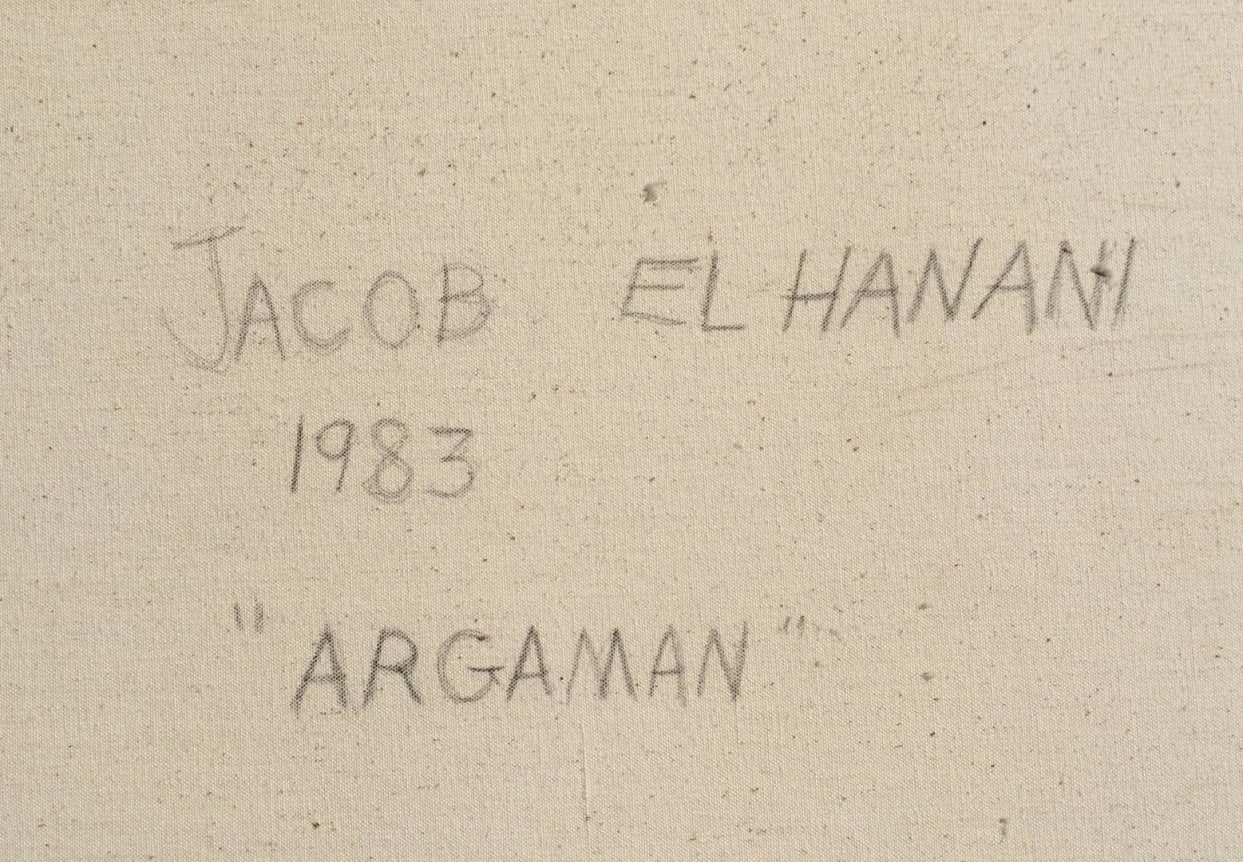 JACOB EL HANANI
1983
"ARGAMAN"